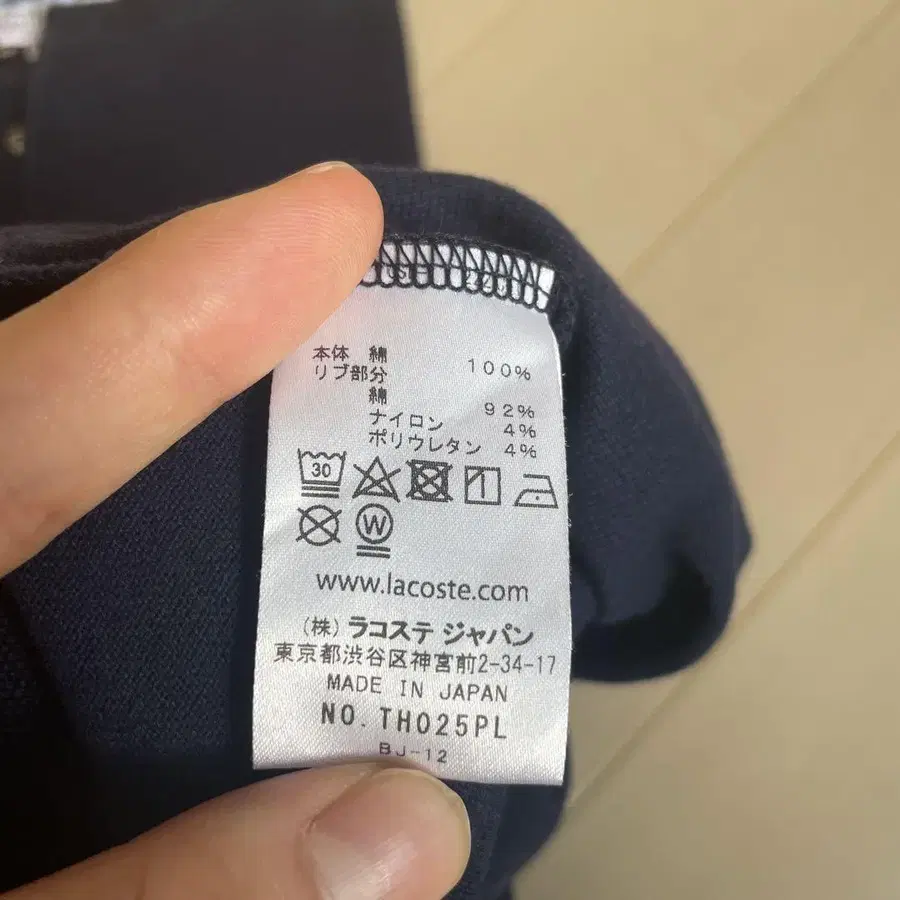 本体 綿 100%
リブ部分
綿 92%
ナイロン 4%
ポリウレタン 4%
30
W
www.lacoste.com
(株) ラコステ ジャパン
東京都渋谷区神宮前2-34-17
MADE IN JAPAN
NO. TH025PL
BJ-12